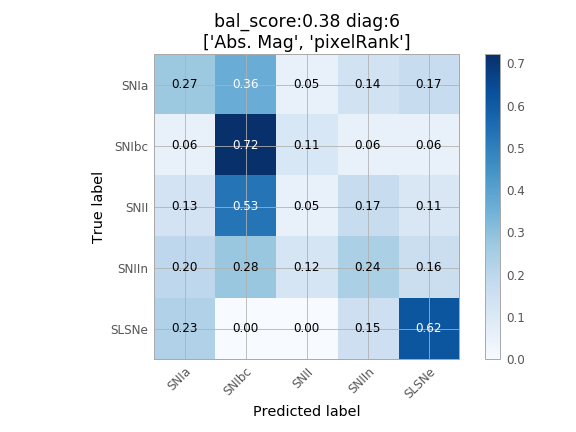 bal_score:0.38 diag:6
['Abs. Mag', 'pixelRank']
True label
SNIa 0.27 0.36 0.05 0.14 0.17
SNIbc 0.06 0.72 0.11 0.06 0.06
SNII 0.13 0.53 0.05 0.17 0.11
SNIIn 0.20 0.28 0.12 0.24 0.16
SLSNe 0.23 0.00 0.00 0.15 0.62
SNIa SNIbc SNII SNIIn SLSNe
Predicted label
0.7
0.6
0.5
0.4
0.3
0.2
0.1
0.0